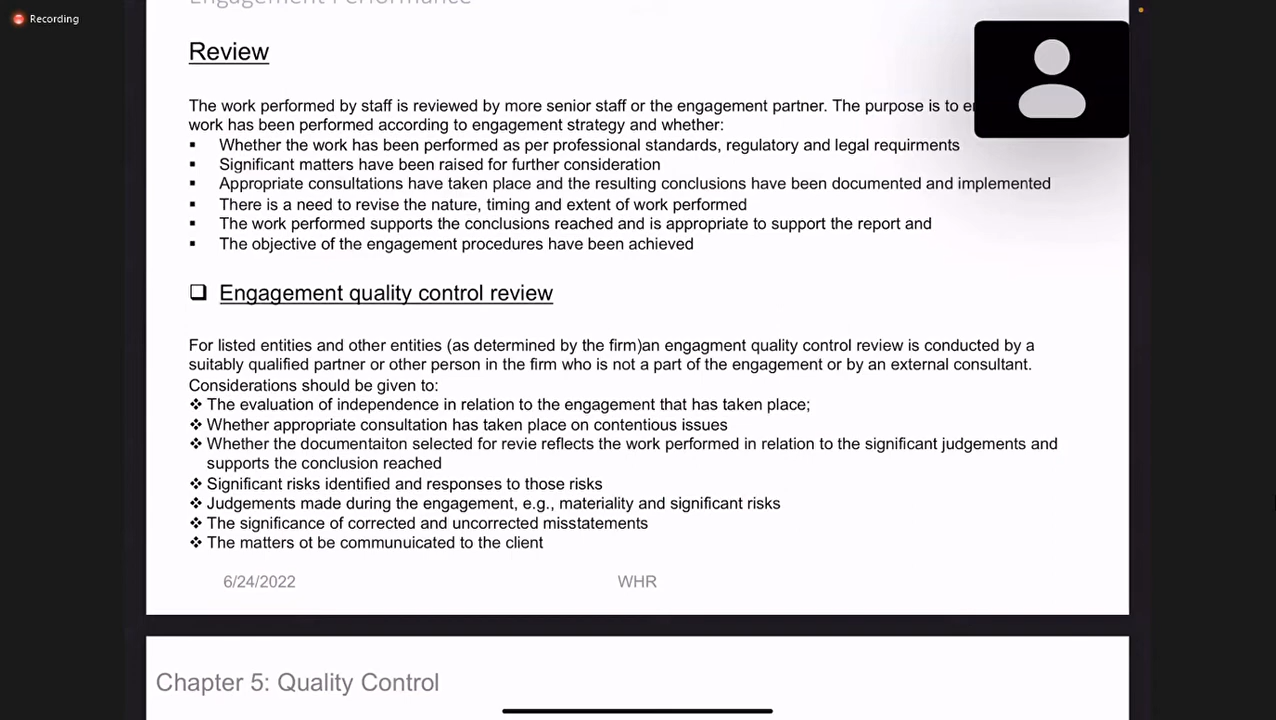 Recording
Engagement Performance
Review
The work performed by staff is reviewed by more senior staff or the engagement partner. The purpose is to
work has been performed according to engagement strategy and whether:
▪ Whether the work has been performed as per professional standards, regulatory and legal requirments
▪ Significant matters have been raised for further consideration
▪ Appropriate consultations have taken place and the resulting conclusions have been documented and implemented
▪ There is a need to revise the nature, timing and extent of work performed
▪ The work performed supports the conclusions reached and is appropriate to support the report and
▪ The objective of the engagement procedures have been achieved
❑ Engagement quality control review
For listed entities and other entities (as determined by the firm)an engagment quality control review is conducted by a
suitably qualified partner or other person in the firm who is not a part of the engagement or by an external consultant.
Considerations should be given to:
❖ The evaluation of independence in relation to the engagement that has taken place;
❖ Whether appropriate consultation has taken place on contentious issues
❖ Whether the documentaiton selected for revie reflects the work performed in relation to the significant judgements and
supports the conclusion reached
❖ Significant risks identified and responses to those risks
❖ Judgements made during the engagement, e.g., materiality and significant risks
❖ The significance of corrected and uncorrected misstatements
❖ The matters ot be commnuicated to the client
6/24/2022
WHR
Chapter 5: Quality Control